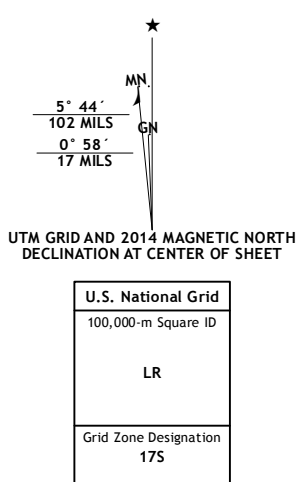 ★
MN.
5° 44´
102 MILS
GN
0° 58´
17 MILS
UTM GRID AND 2014 MAGNETIC NORTH
DECLINATION AT CENTER OF SHEET
U.S. National Grid
100,000-m Square ID
LR
Grid Zone Designation
17S